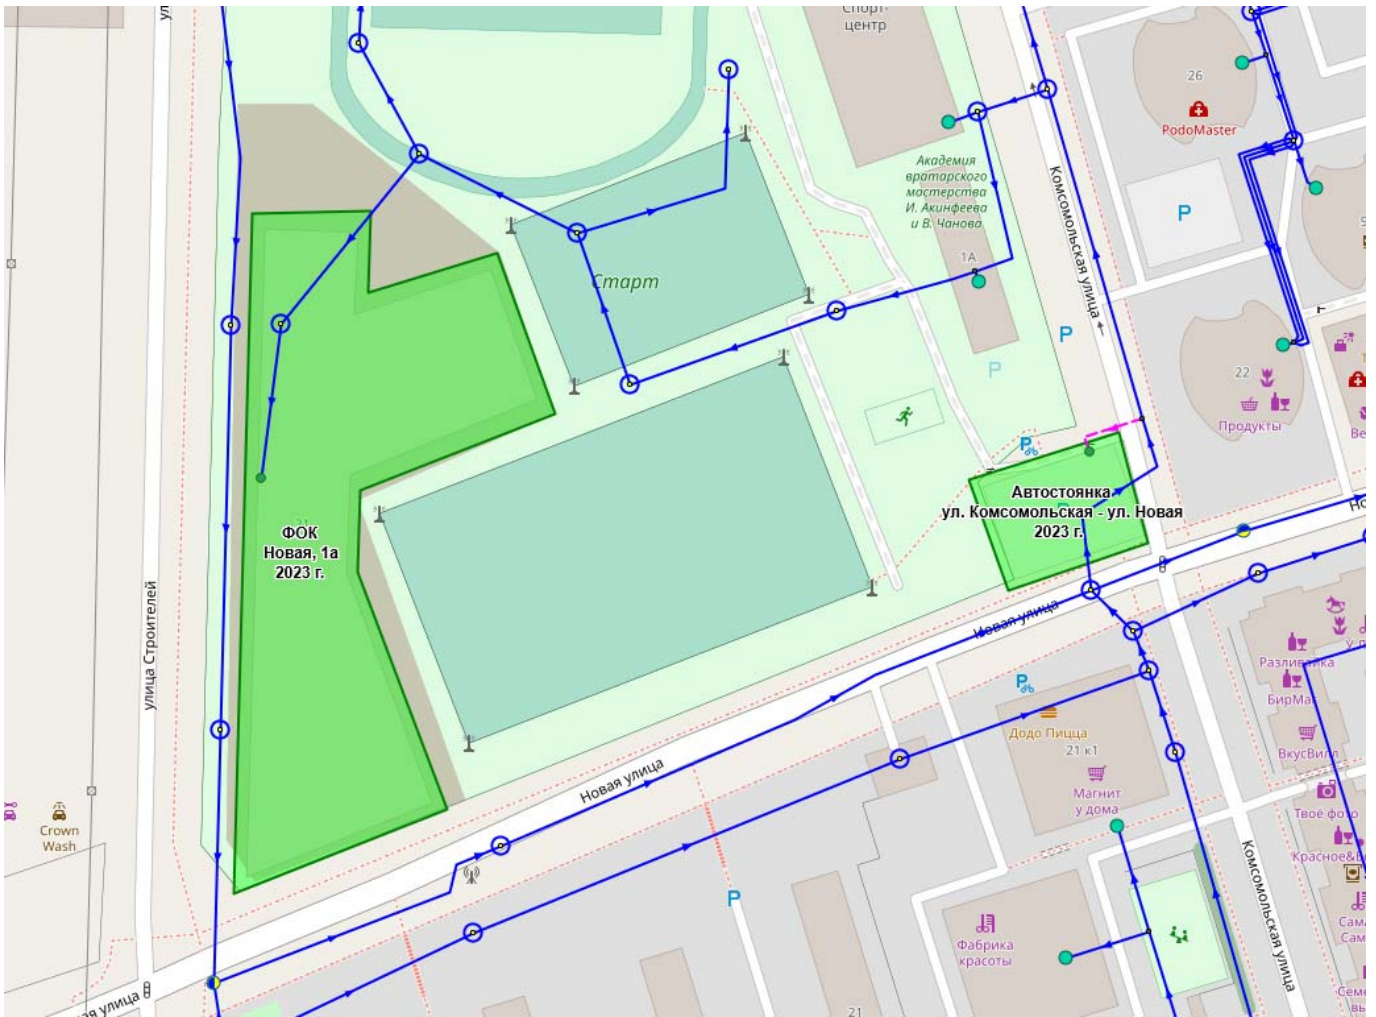 ул
Спорт-
центр
26
PodoMaster
Академия
вратарского
мастерства
И. Акинфеева
и В. Чанова
1А
P
Комсомольская улица
Старт
P
P
22
Продукты
P
Автостоянка
ул. Комсомольская - ул. Новая
2023 г.
ФОК
Новая, 1а
2023 г.
улица Строителей
Новая улица
P
Разливайка
БирМаг
ВкусВилл
Додо Пицца
21 к1
Магнит
у дома
Новая улица
Твоё фото
Crown
Wash
P
Комсомольская улица
Фабрика
красоты
21